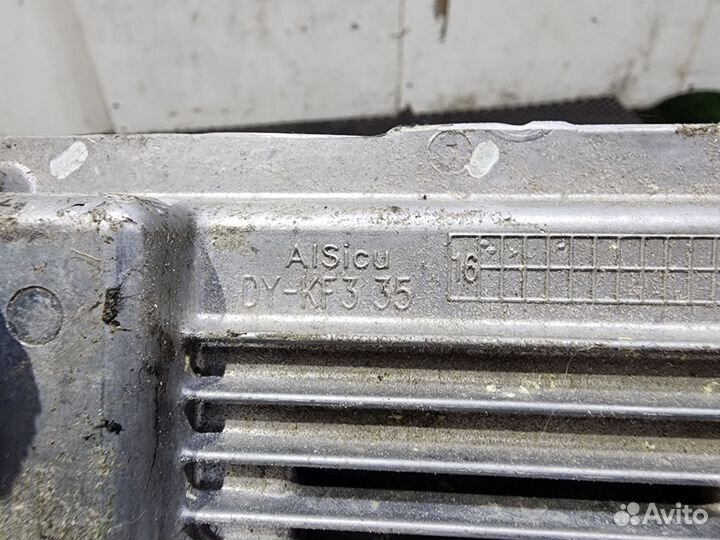 AlSicu
DY-KF3 35
16
Avito